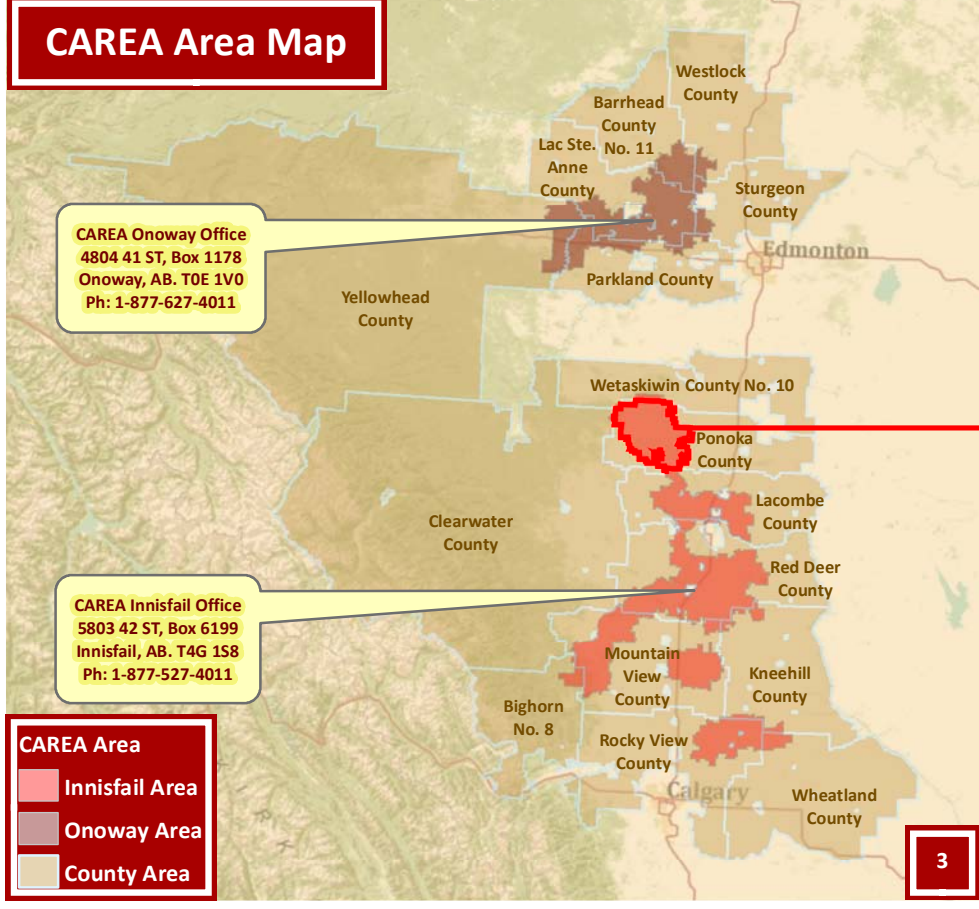 CAREA Area Map
Westlock
County
Barrhead
County
No. 11
Lac Ste.
Anne
County
Sturgeon
County
Edmonton
CAREA Onoway Office
4804 41 ST, Box 1178
Onoway, AB. T0E 1V0
Ph: 1-877-627-4011
Parkland County
Yellowhead
County
Wetaskiwin County No. 10
Ponoka
County
Lacombe
County
Clearwater
County
Red Deer
County
CAREA Innisfail Office
5803 42 ST, Box 6199
Innisfail, AB. T4G 1S8
Ph: 1-877-527-4011
Mountain
View
County
Kneehill
County
Bighorn
No. 8
Rocky View
County
Calgary
Wheatland
County
CAREA Area
Innisfail Area
Onoway Area
County Area
3